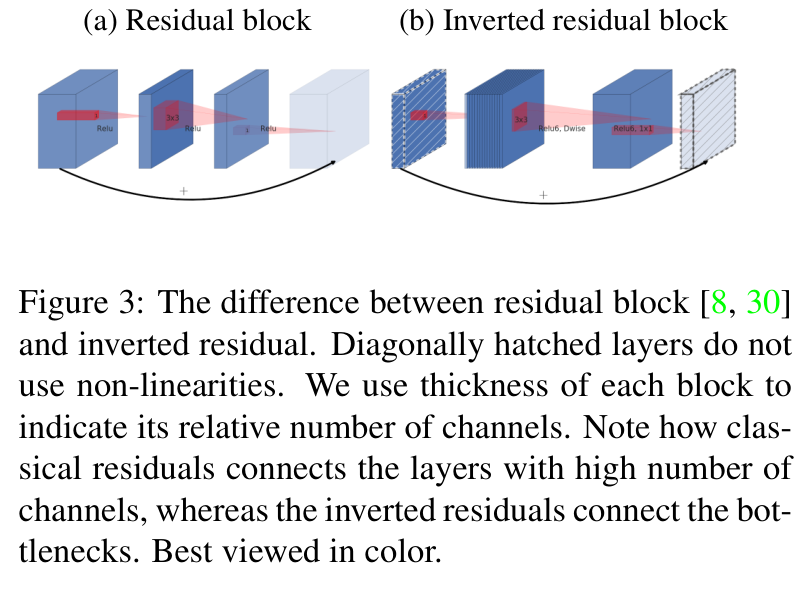 (a) Residual block
(b) Inverted residual block
3x3
Relu
Relu
Relu
+
3x3
Relu6, Dwise
Relu6, 1x1
+
Figure 3: The difference between residual block [8, 30]
and inverted residual. Diagonally hatched layers do not
use non-linearities. We use thickness of each block to
indicate its relative number of channels. Note how clas-
sical residuals connects the layers with high number of
channels, whereas the inverted residuals connect the bot-
tlenecks. Best viewed in color.